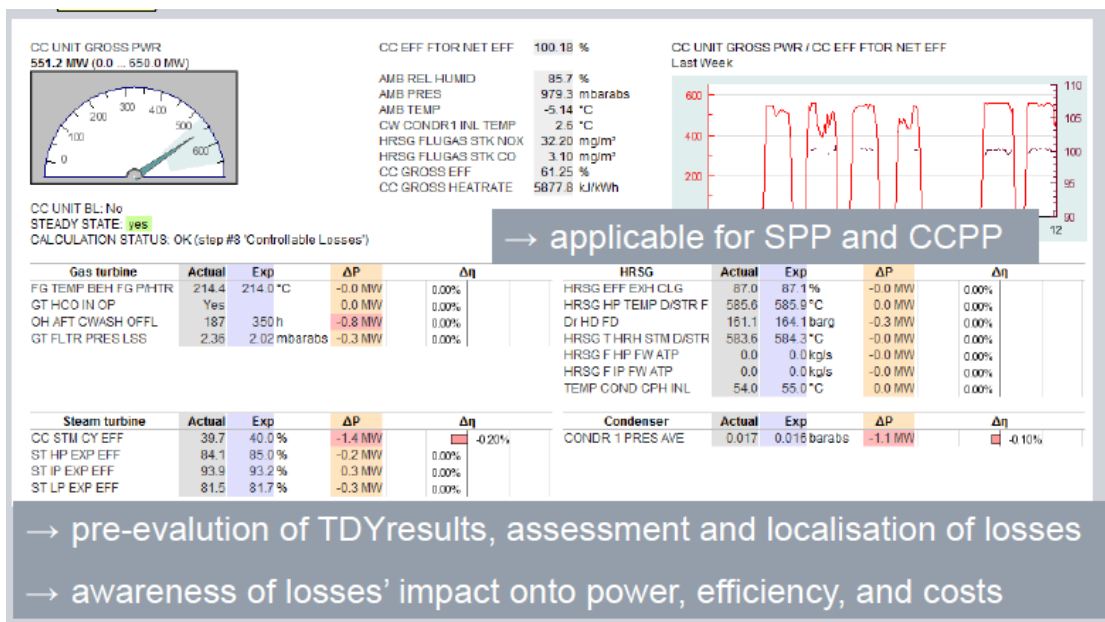 CC UNIT GROSS PWR
551.2 MW (0.0 ... 650.0 MW)
0
100
200
300
400
500
600
CC UNIT BL: No
STEADY STATE: yes
CALCULATION STATUS: OK (step #8 'Controllable Losses')
CC EFF FTOR NET EFF 100.18 %
AMB REL HUMID 85.7 %
AMB PRES 979.3 mbarabs
AMB TEMP -5.14 °C
CW CONDR1 INL TEMP 2.6 °C
HRSG FLUGAS STK NOX 32.20 mg/m³
HRSG FLUGAS STK CO 3.10 mg/m³
CC GROSS EFF 61.25 %
CC GROSS HEATRATE 5877.8 kJ/kWh
CC UNIT GROSS PWR / CC EFF FTOR NET EFF
Last Week
600
400
200
110
105
100
95
90
12
→ applicable for SPP and CCPP
Gas turbine Actual Exp ΔP Δη
FG TEMP BEH FG P/HTR 214.4 214.0 °C -0.0 MW 0.00%
GT HCO IN OP Yes 0.0 MW 0.00%
OH AFT CWASH OFFL 187 350 h -0.8 MW 0.00%
GT FLTR PRES LSS 2.36 2.02 mbarabs -0.3 MW 0.00%
HRSG Actual Exp ΔP Δη
HRSG EFF EXH CLG 87.0 87.1 % -0.0 MW 0.00%
HRSG HP TEMP D/STR F 585.6 585.9 °C 0.0 MW 0.00%
Dr HD FD 161.1 164.1 barg -0.3 MW 0.00%
HRSG T HRH STM D/STR 583.6 584.3 °C -0.0 MW 0.00%
HRSG F HP FW ATP 0.0 0.0 kg/s -0.0 MW 0.00%
HRSG F IP FW ATP 0.0 0.0 kg/s -0.0 MW 0.00%
TEMP COND CPH INL 54.0 55.0 °C 0.0 MW 0.00%
Steam turbine Actual Exp ΔP Δη
CC STM CY EFF 39.7 40.0 % -1.4 MW -0.20%
ST HP EXP EFF 84.1 85.0 % -0.2 MW 0.00%
ST IP EXP EFF 93.9 93.2 % 0.3 MW 0.00%
ST LP EXP EFF 81.5 81.7 % -0.3 MW 0.00%
Condenser Actual Exp ΔP Δη
CONDR 1 PRES AVE 0.017 0.016 barabs -1.1 MW -0.10%
→ pre-evalution of TDYresults, assessment and localisation of losses
→ awareness of losses' impact onto power, efficiency, and costs